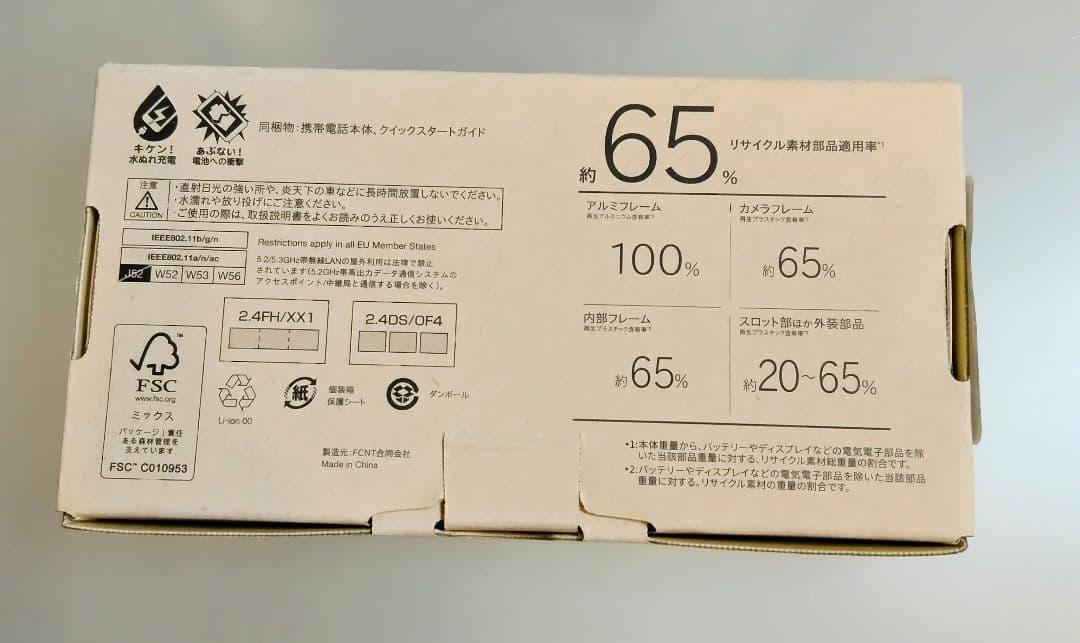 キケン！
水ぬれ充電
あぶない！
電池への衝撃
同梱物：携帯電話本体、クイックスタートガイド
注意
CAUTION
・直射日光の強い所や、炎天下の車などに長時間放置しないでください。
・水濡れや放り投げにご注意ください。
・ご使用の際は、取扱説明書をよくお読みのうえ正しくお使いください。
IEEE802.11b/g/n
IEEE802.11a/n/ac
J52 W52 W53 W56
Restrictions apply in all EU Member States
5.2/5.3GHz帯無線LANの屋外利用は法律で禁止
されています（5.2GHz帯高出力データ通信システムの
アクセスポイント/中継局と通信する場合を除く）。
2.4FH/XX1
2.4DS/OF4
FSC™
www.fsc.org
ミックス
パッケージ｜責任
ある森林管理を
支えています
FSC™ C010953
Li-ion 00
紙
個装箱
保護シート
ダンボール
製造元：FCNT合同会社
Made in China
約65%
リサイクル素材部品適用率*1
アルミフレーム
再生アルミニウム含有率*2
100%
カメラフレーム
再生プラスチック含有率*2
約65%
内部フレーム
再生プラスチック含有率*2
約65%
スロット部ほか外装部品
再生プラスチック含有率*2
約20~65%
*1:本体重量から、バッテリーやディスプレイなどの電気電子部品を除
いた当該部品重量に対する、リサイクル素材総重量の割合です。
*2:バッテリーやディスプレイなどの電気電子部品を除いた当該部品
重量に対する、リサイクル素材の重量の割合です。